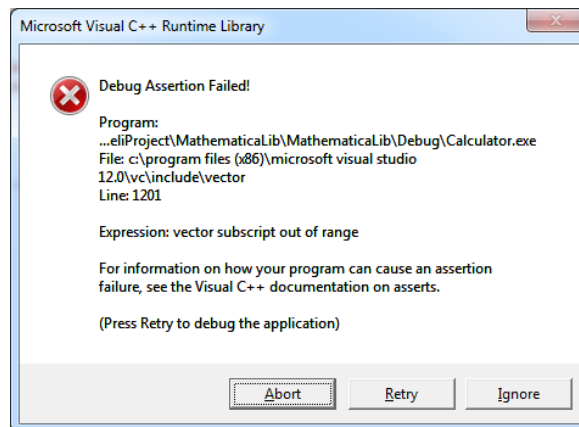 Microsoft Visual C++ Runtime Library
Debug Assertion Failed!
Program:
...eliProject\MathematicaLib\MathematicaLib\Debug\Calculator.exe
File: c:\program files (x86)\microsoft visual studio
12.0\vc\include\vector
Line: 1201
Expression: vector subscript out of range
For information on how your program can cause an assertion
failure, see the Visual C++ documentation on asserts.
(Press Retry to debug the application)
Abort Retry Ignore